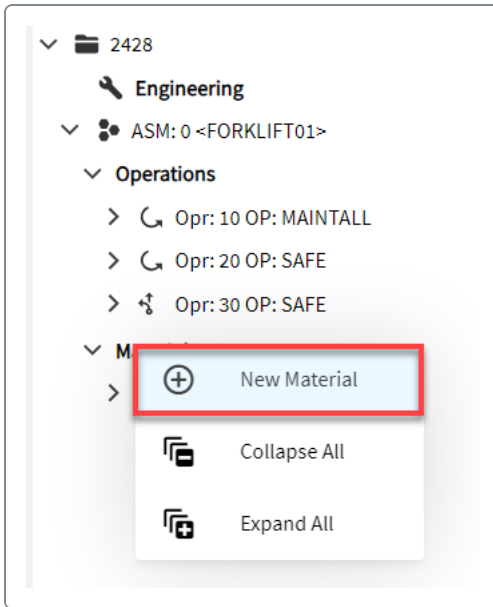 2428
Engineering
ASM: 0 <FORKLIFT01>
Operations
Opr: 10 OP: MAINTALL
Opr: 20 OP: SAFE
Opr: 30 OP: SAFE
New Material
Collapse All
Expand All